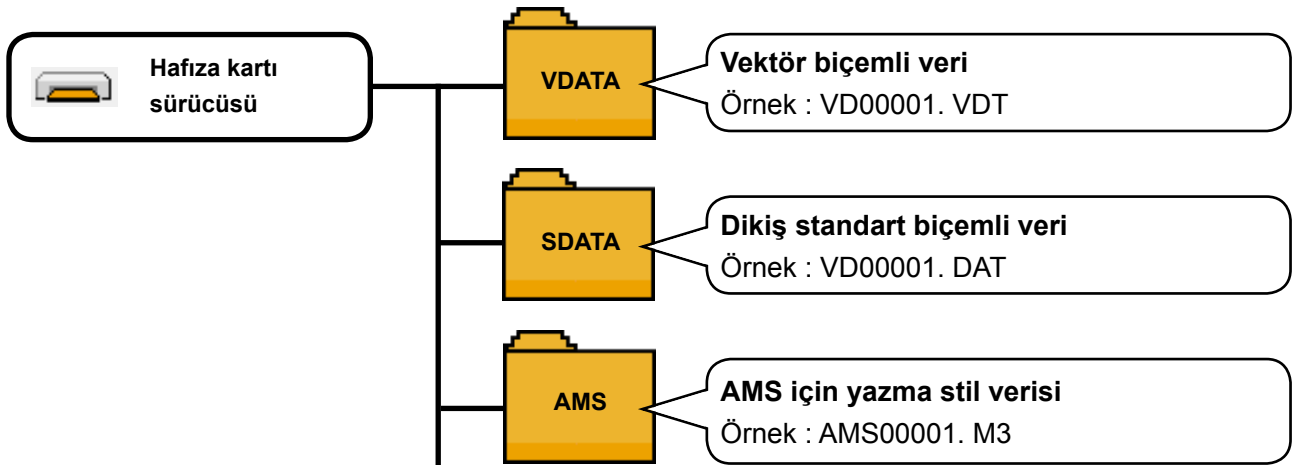 Hafıza kartı
sürücüsü
VDATA
Vektör biçemli veri
Örnek : VD00001. VDT
SDATA
Dikiş standart biçemli veri
Örnek : VD00001. DAT
AMS
AMS için yazma stil verisi
Örnek : AMS00001. M3